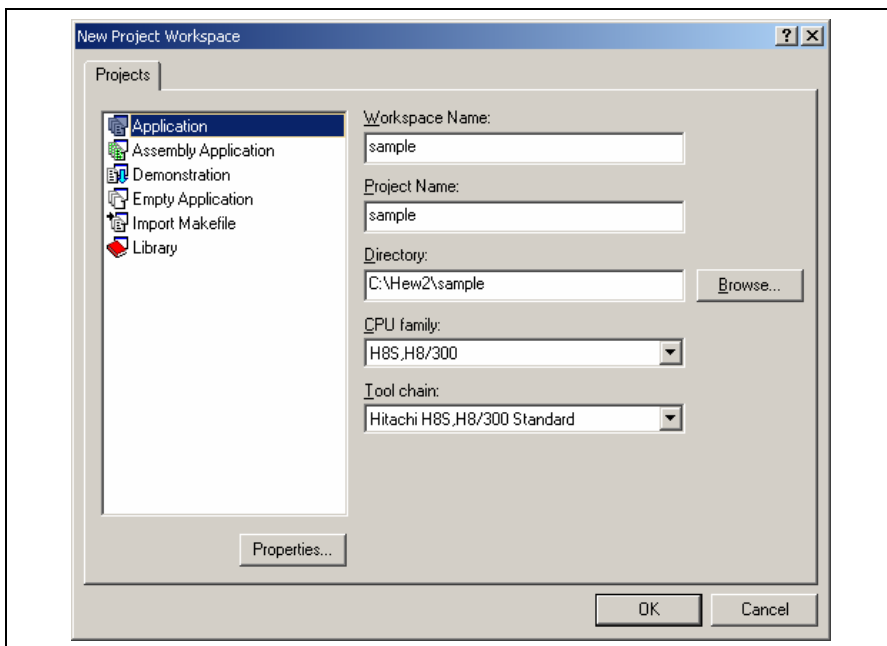 New Project Workspace
Projects
Application
Assembly Application
Demonstration
Empty Application
Import Makefile
Library
Properties...
Workspace Name:
sample
Project Name:
sample
Directory:
C:\Hew2\sample
Browse...
CPU family:
H8S,H8/300
Tool chain:
Hitachi H8S,H8/300 Standard
OK
Cancel